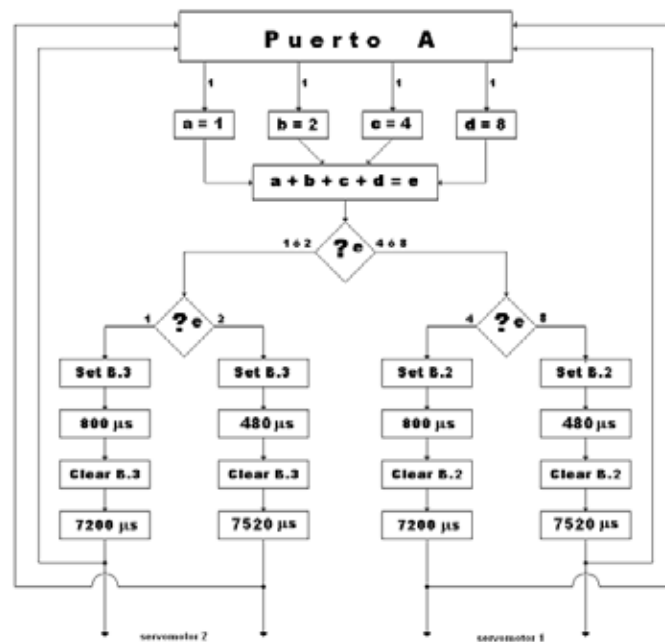 Puerto A
1 1 1 1
a = 1 b = 2 c = 4 d = 8
a + b + c + d = e
1 ó 2 ? e 4 ó 8
1 ? e 2 4 ? e 8
Set B.3 Set B.3 Set B.2 Set B.2
800 µs 480 µs 800 µs 480 µs
Clear B.3 Clear B.3 Clear B.2 Clear B.2
7200 µs 7520 µs 7200 µs 7520 µs
servomotor 2 servomotor 1